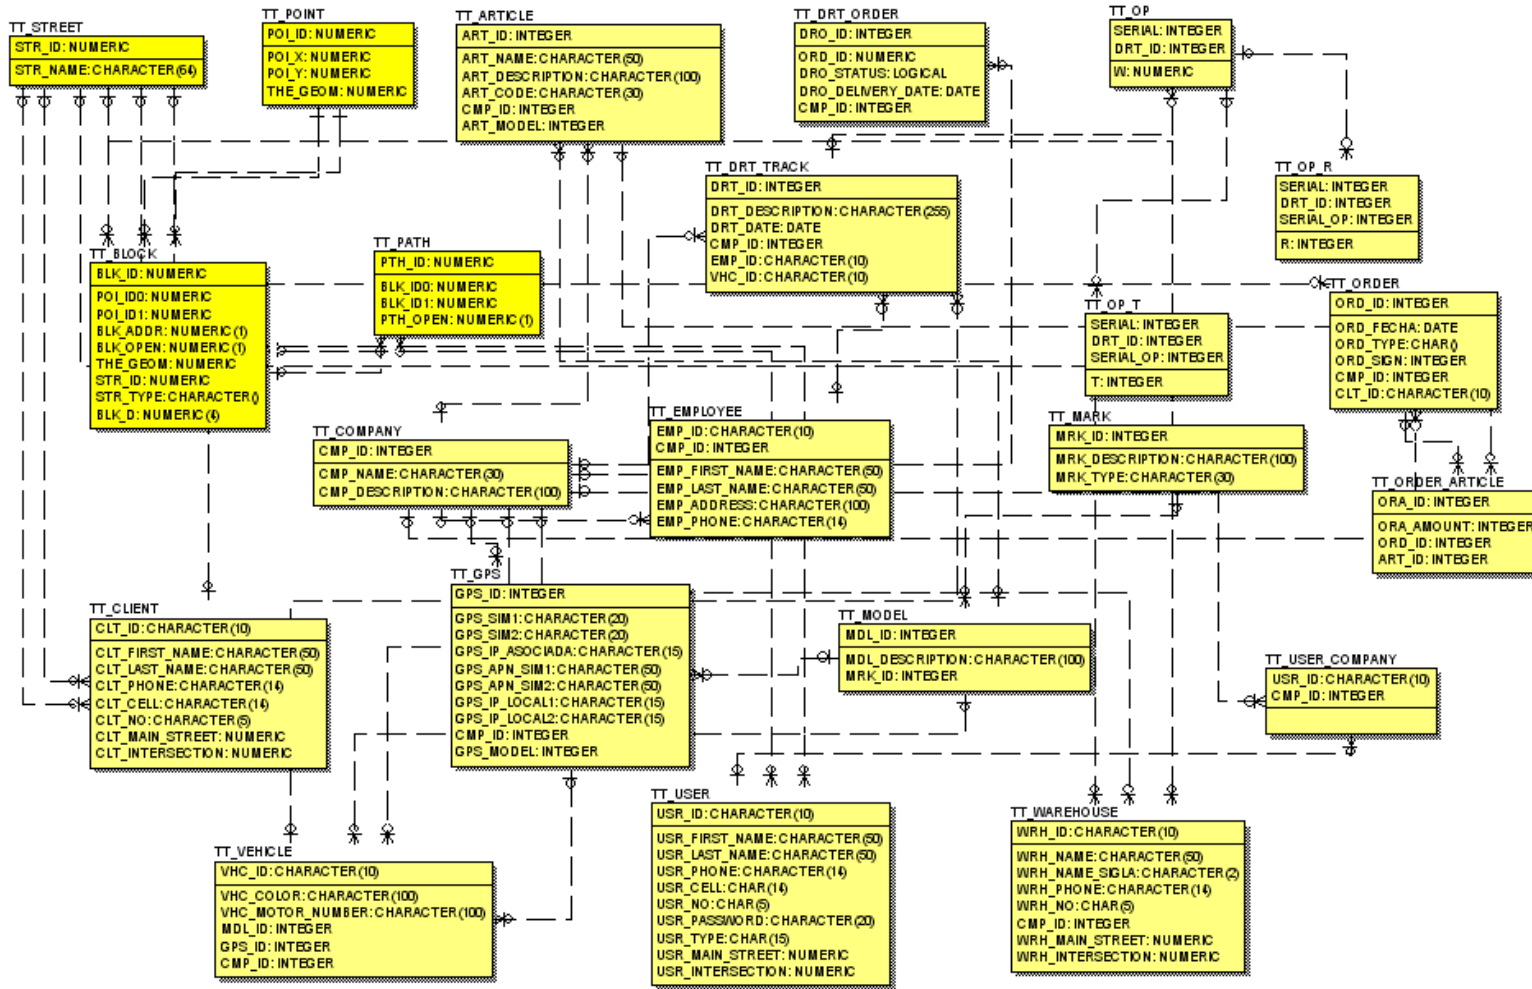 TT_STREET
STR_ID: NUMERIC
STR_NAME: CHARACTER(64)
TT_POINT
POI_ID: NUMERIC
POI_X: NUMERIC
POI_Y: NUMERIC
THE_GEOM: NUMERIC
TT_ARTICLE
ART_ID: INTEGER
ART_NAME: CHARACTER(50)
ART_DESCRIPTION: CHARACTER(100)
ART_CODE: CHARACTER(30)
CMP_ID: INTEGER
ART_MODEL: INTEGER
TT_DRT_ORDER
DRO_ID: INTEGER
ORD_ID: NUMERIC
DRO_STATUS: LOGICAL
DRO_DELIVERY_DATE: DATE
CMP_ID: INTEGER
TT_OP
SERIAL: INTEGER
DRT_ID: INTEGER
W: NUMERIC
TT_DRT_TRACK
DRT_ID: INTEGER
DRT_DESCRIPTION: CHARACTER(255)
DRT_DATE: DATE
CMP_ID: INTEGER
EMP_ID: CHARACTER(10)
VHC_ID: CHARACTER(10)
TT_OP_R
SERIAL: INTEGER
DRT_ID: INTEGER
SERIAL_OP: INTEGER
R: INTEGER
TT_BLOCK
BLK_ID: NUMERIC
POI_ID0: NUMERIC
POI_ID1: NUMERIC
BLK_ADDR: NUMERIC(1)
BLK_OPEN: NUMERIC(1)
THE_GEOM: NUMERIC
STR_ID: NUMERIC
STR_TYPE: CHARACTER()
BLK_D: NUMERIC(4)
TT_PATH
PTH_ID: NUMERIC
BLK_ID0: NUMERIC
BLK_ID1: NUMERIC
PTH_OPEN: NUMERIC(1)
TT_OP_T
SERIAL: INTEGER
DRT_ID: INTEGER
SERIAL_OP: INTEGER
T: INTEGER
TT_ORDER
ORD_ID: INTEGER
ORD_FECHA: DATE
ORD_TYPE: CHAR()
ORD_SIGN: INTEGER
CMP_ID: INTEGER
CLT_ID: CHARACTER(10)
TT_COMPANY
CMP_ID: INTEGER
CMP_NAME: CHARACTER(30)
CMP_DESCRIPTION: CHARACTER(100)
TT_EMPLOYEE
EMP_ID: CHARACTER(10)
CMP_ID: INTEGER
EMP_FIRST_NAME: CHARACTER(50)
EMP_LAST_NAME: CHARACTER(50)
EMP_ADDRESS: CHARACTER(100)
EMP_PHONE: CHARACTER(14)
TT_MARK
MRK_ID: INTEGER
MRK_DESCRIPTION: CHARACTER(100)
MRK_TYPE: CHARACTER(30)
TT_ORDER_ARTICLE
ORA_ID: INTEGER
ORA_AMOUNT: INTEGER
ORD_ID: INTEGER
ART_ID: INTEGER
TT_CLIENT
CLT_ID: CHARACTER(10)
CLT_FIRST_NAME: CHARACTER(50)
CLT_LAST_NAME: CHARACTER(50)
CLT_PHONE: CHARACTER(14)
CLT_CELL: CHARACTER(14)
CLT_NO: CHARACTER(5)
CLT_MAIN_STREET: NUMERIC
CLT_INTERSECTION: NUMERIC
TT_GPS
GPS_ID: INTEGER
GPS_SIM1: CHARACTER(20)
GPS_SIM2: CHARACTER(20)
GPS_IP_ASOCIADA: CHARACTER(15)
GPS_APN_SIM1: CHARACTER(50)
GPS_APN_SIM2: CHARACTER(50)
GPS_IP_LOCAL1: CHARACTER(15)
GPS_IP_LOCAL2: CHARACTER(15)
CMP_ID: INTEGER
GPS_MODEL: INTEGER
TT_MODEL
MDL_ID: INTEGER
MDL_DESCRIPTION: CHARACTER(100)
MRK_ID: INTEGER
TT_USER_COMPANY
USR_ID: CHARACTER(10)
CMP_ID: INTEGER
TT_VEHICLE
VHC_ID: CHARACTER(10)
VHC_COLOR: CHARACTER(100)
VHC_MOTOR_NUMBER: CHARACTER(100)
MDL_ID: INTEGER
GPS_ID: INTEGER
CMP_ID: INTEGER
TT_USER
USR_ID: CHARACTER(10)
USR_FIRST_NAME: CHARACTER(50)
USR_LAST_NAME: CHARACTER(50)
USR_PHONE: CHARACTER(14)
USR_CELL: CHAR(14)
USR_NO: CHAR(5)
USR_PASSWORD: CHARACTER(20)
USR_TYPE: CHAR(15)
USR_MAIN_STREET: NUMERIC
USR_INTERSECTION: NUMERIC
TT_WAREHOUSE
WRH_ID: CHARACTER(10)
WRH_NAME: CHARACTER(50)
WRH_NAME_SIGLA: CHARACTER(2)
WRH_PHONE: CHARACTER(14)
WRH_NO: CHAR(5)
CMP_ID: INTEGER
WRH_MAIN_STREET: NUMERIC
WRH_INTERSECTION: NUMERIC